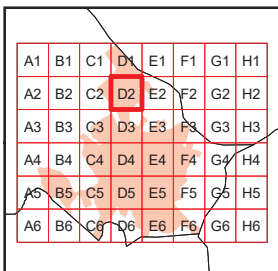 A1 B1 C1 D1 E1 F1 G1 H1
A2 B2 C2 D2 E2 F2 G2 H2
A3 B3 C3 D3 E3 F3 G3 H3
A4 B4 C4 D4 E4 F4 G4 H4
A5 B5 C5 D5 E5 F5 G5 H5
A6 B6 C6 D6 E6 F6 G6 H6